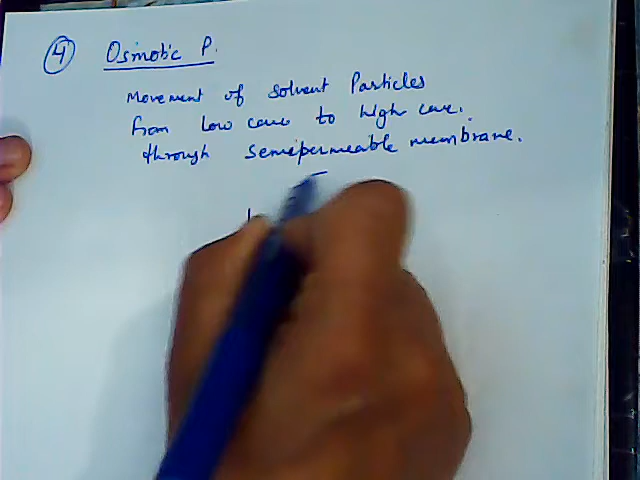 4 Osmotic P.
Movement of solvent Particles
from low conc to high conc.
through semipermeable membrane.